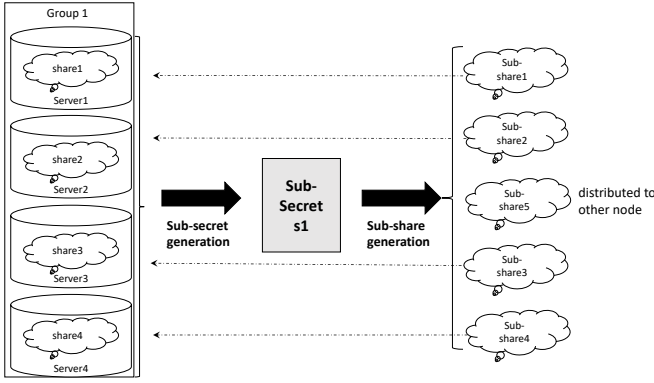 Group 1
share1
Server1
share2
Server2
share3
Server3
share4
Server4
Sub-secret
generation
Sub-
Secret
s1
Sub-share
generation
Sub-
share1
Sub-
share2
Sub-
share5
distributed to
other node
Sub-
share3
Sub-
share4